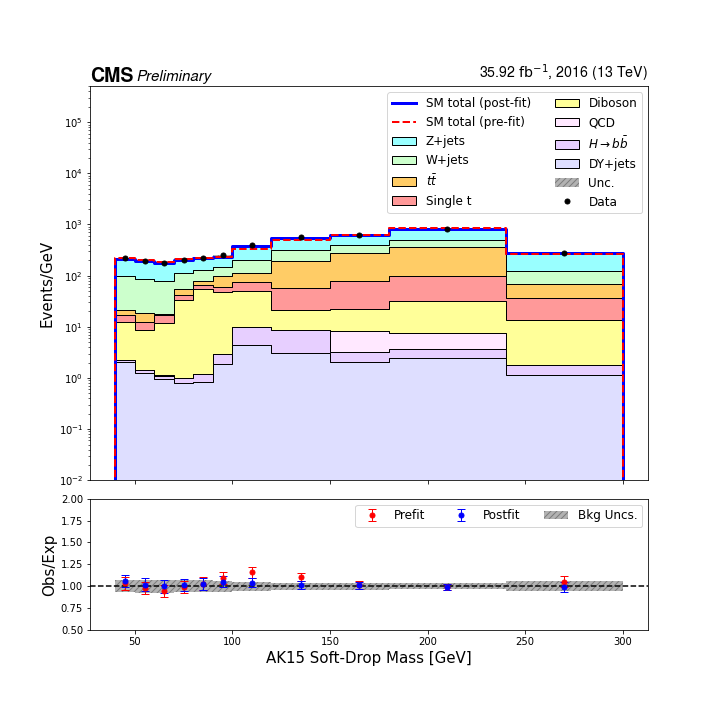 CMS Preliminary
35.92 fb⁻¹, 2016 (13 TeV)
SM total (post-fit)
SM total (pre-fit)
Z+jets
W+jets
tt̄
Single t
Diboson
QCD
H→bb̄
DY+jets
Unc.
Data
Events/GeV
10⁵
10⁴
10³
10²
10¹
10⁰
10⁻¹
10⁻²
Prefit
Postfit
Bkg Uncs.
Obs/Exp
2.00
1.75
1.50
1.25
1.00
0.75
0.50
50 100 150 200 250 300
AK15 Soft-Drop Mass [GeV]